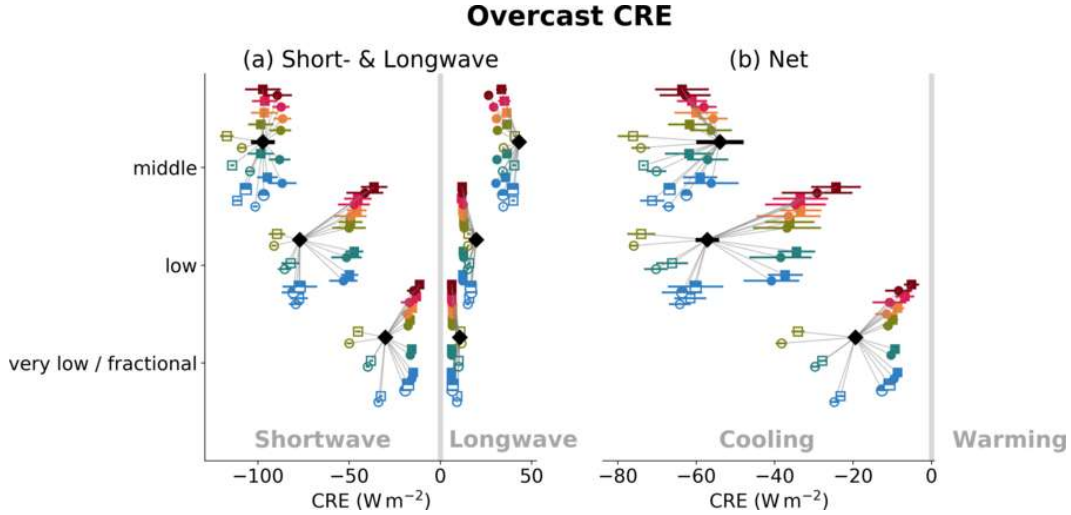 Overcast CRE
(a) Short- & Longwave
(b) Net
middle
low
very low / fractional
Shortwave
Longwave
Cooling
Warming
−100 −50 0 50
−80 −60 −40 −20 0
CRE (W m⁻²)
CRE (W m⁻²)